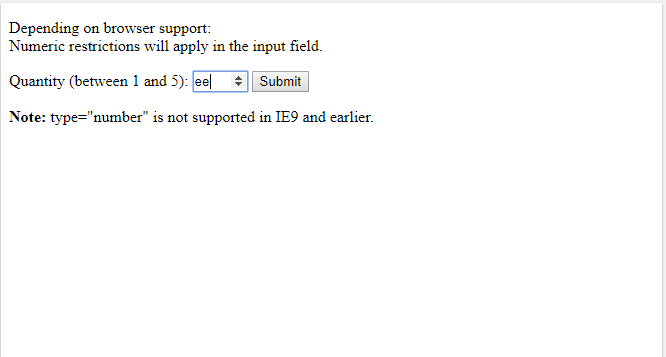 Depending on browser support:
Numeric restrictions will apply in the input field.
Quantity (between 1 and 5): ee Submit
Note: type="number" is not supported in IE9 and earlier.